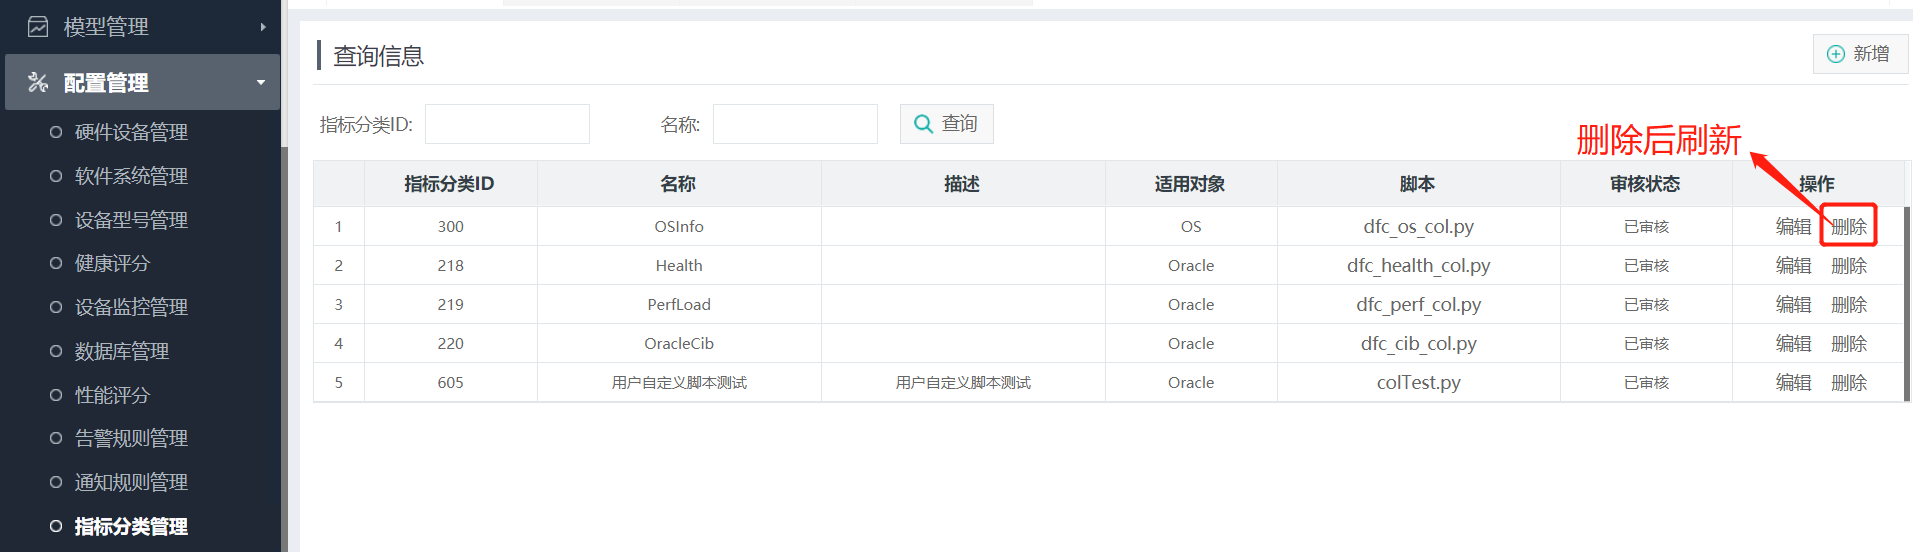 模型管理
配置管理
硬件设备管理
软件系统管理
设备型号管理
健康评分
设备监控管理
数据库管理
性能评分
告警规则管理
通知规则管理
指标分类管理
查询信息
新增
指标分类ID: 名称: 查询
删除后刷新
指标分类ID 名称 描述 适用对象 脚本 审核状态 操作
1 300 OSInfo OS dfc_os_col.py 已审核 编辑 删除
2 218 Health Oracle dfc_health_col.py 已审核 编辑 删除
3 219 PerfLoad Oracle dfc_perf_col.py 已审核 编辑 删除
4 220 OracleCib Oracle dfc_cib_col.py 已审核 编辑 删除
5 605 用户自定义脚本测试 用户自定义脚本测试 Oracle colTest.py 已审核 编辑 删除